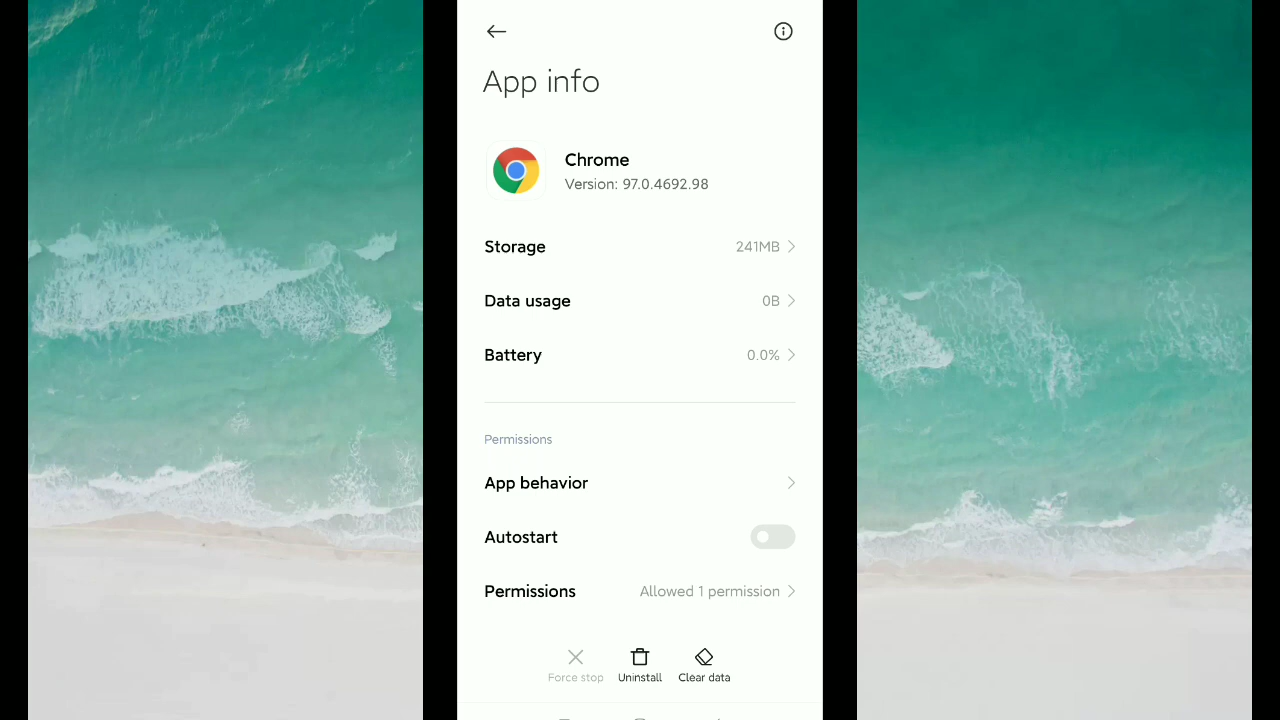 App info
Chrome
Version: 97.0.4692.98
Storage 241MB
Data usage 0B
Battery 0.0%
Permissions
App behavior
Autostart
Permissions Allowed 1 permission
Force stop Uninstall Clear data